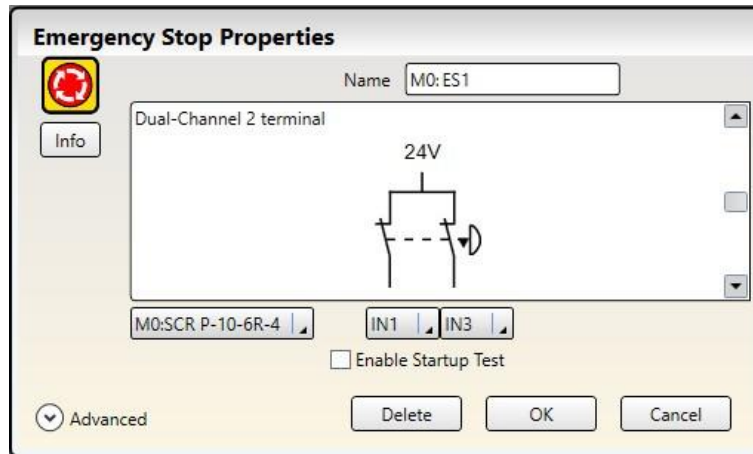 Emergency Stop Properties
Name M0: ES1
Info
Dual-Channel 2 terminal
24V
M0:SCR P-10-6R-4 IN1 IN3
Enable Startup Test
Advanced Delete OK Cancel